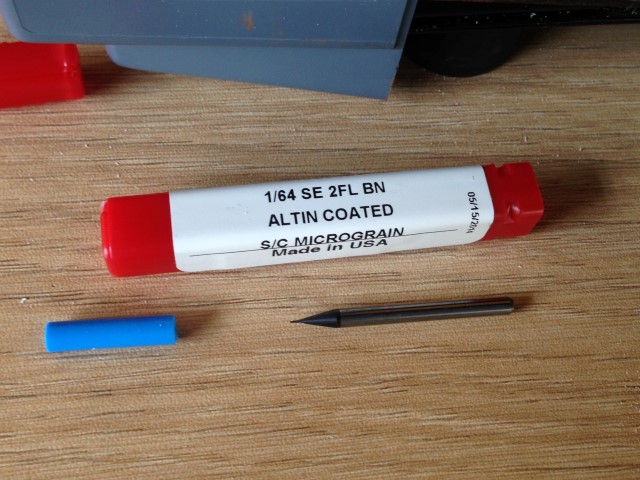 1/64 SE 2FL BN
ALTIN COATED
S/C MICROGRAIN
Made in USA